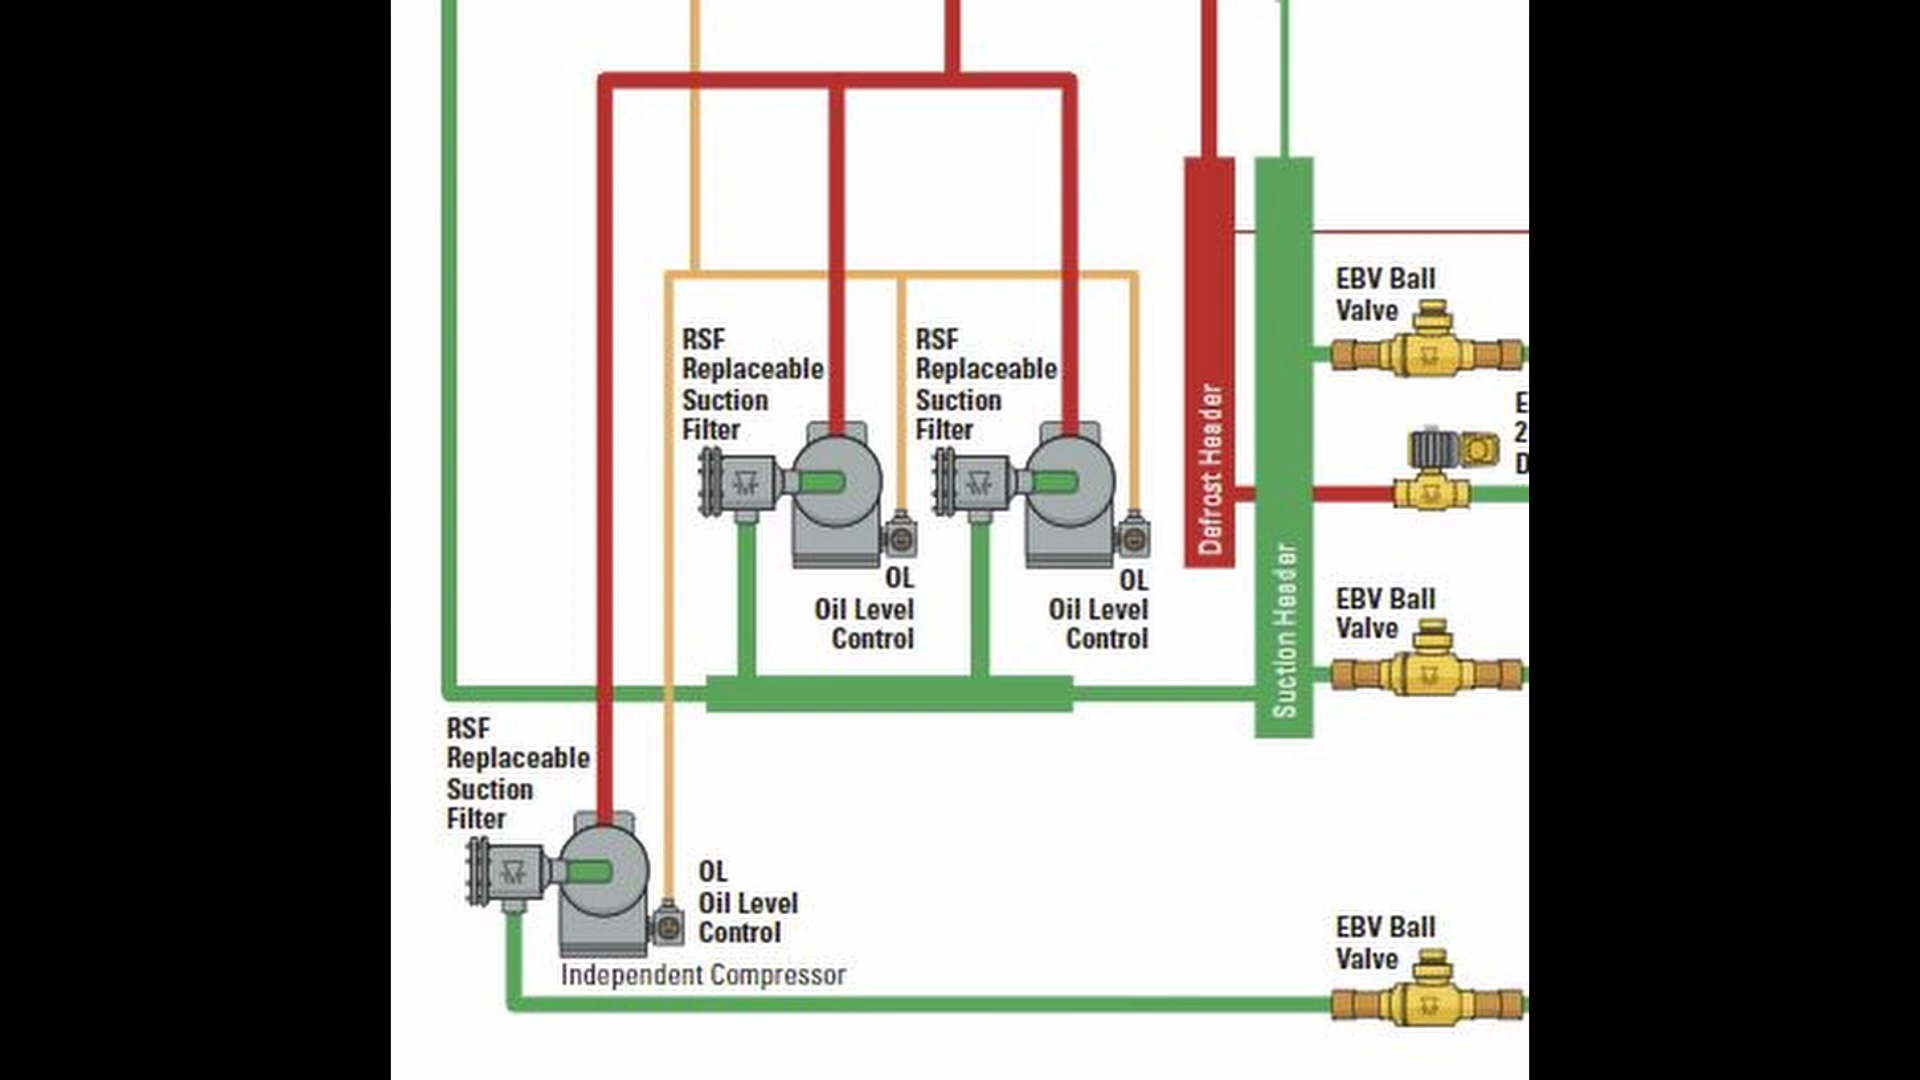 RSF
Replaceable
Suction
Filter
RSF
Replaceable
Suction
Filter
OL
Oil Level
Control
OL
Oil Level
Control
Defrost Header
Suction Header
EBV Ball
Valve
E
2
D
EBV Ball
Valve
RSF
Replaceable
Suction
Filter
OL
Oil Level
Control
Independent Compressor
EBV Ball
Valve